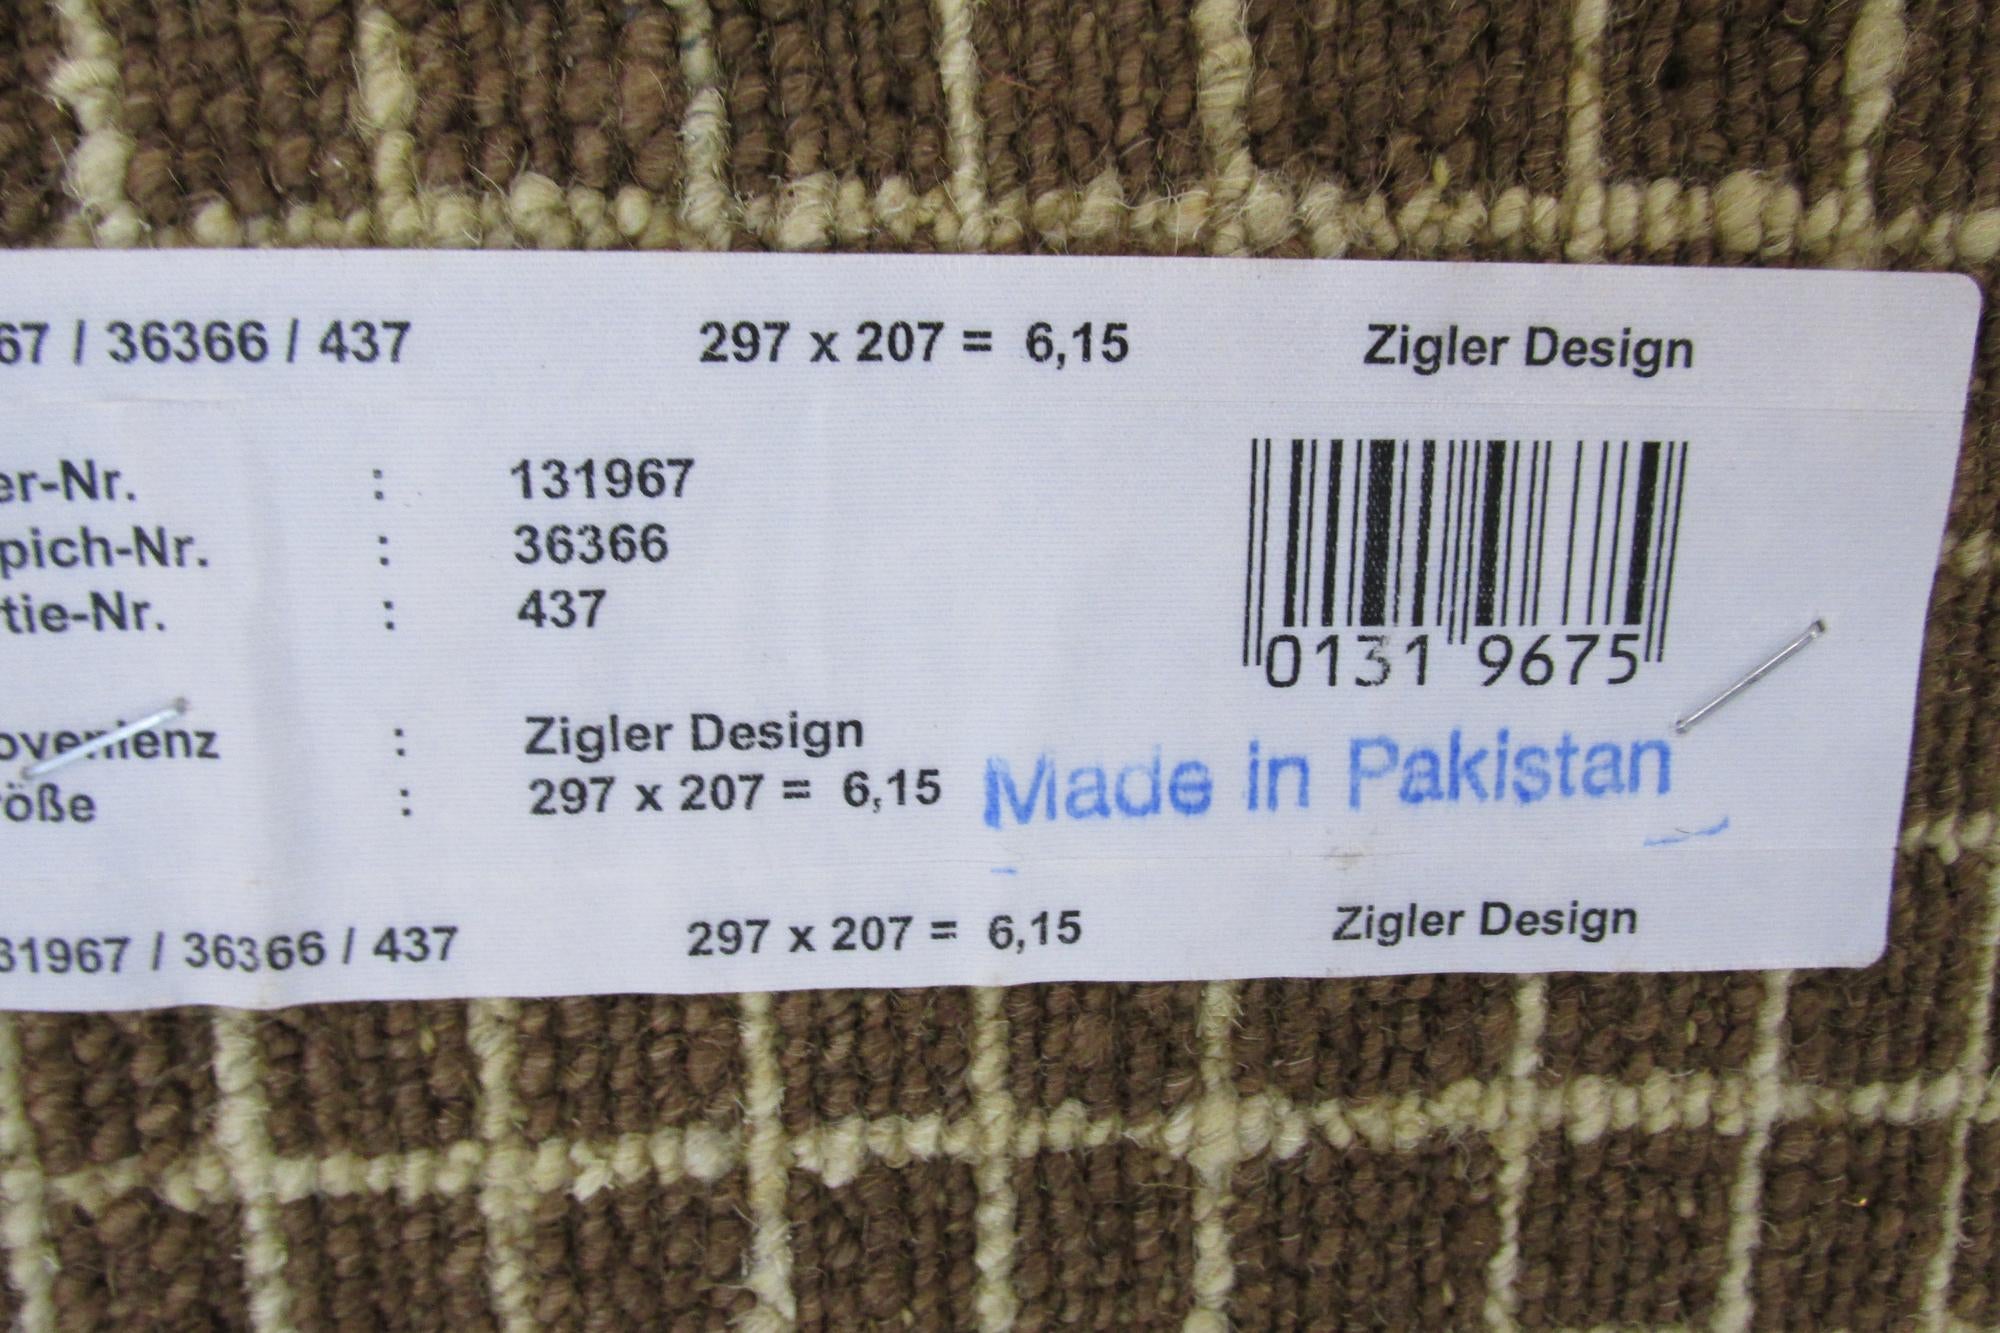 67 / 36366 / 437 297 x 207 = 6,15 Zigler Design
er-Nr. : 131967
pich-Nr. : 36366
tie-Nr. : 437
0131 9675
ovenienz : Zigler Design
röße : 297 x 207 = 6,15
Made in Pakistan
31967 / 36366 / 437 297 x 207 = 6,15 Zigler Design